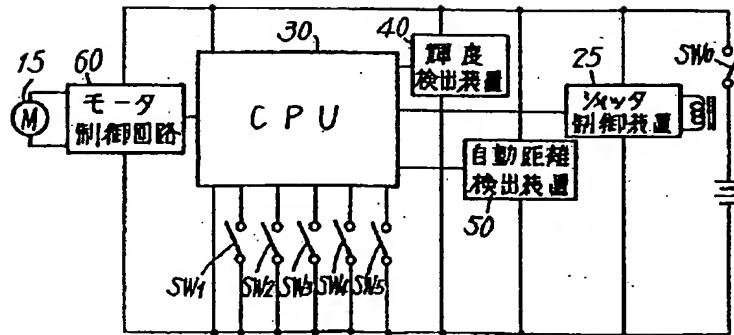 15
60
30
40
25
SW6
M
モータ
制御回路
CPU
輝度
検出装置
シャッタ
制御装置
自動距離
検出装置
50
SW1
SW2
SW3
SW4
SW5